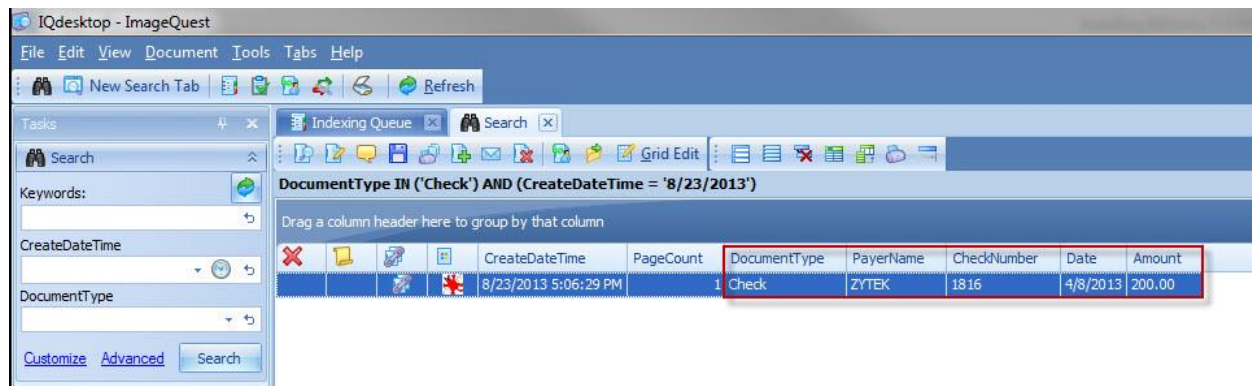 IQdesktop - ImageQuest
File Edit View Document Tools Tabs Help
New Search Tab Refresh
Tasks
Indexing Queue Search
Search
Grid Edit
Keywords:
DocumentType IN ('Check') AND (CreateDateTime = '8/23/2013')
Drag a column header here to group by that column
CreateDateTime
DocumentType
Customize Advanced Search
CreateDateTime PageCount DocumentType PayerName CheckNumber Date Amount
8/23/2013 5:06:29 PM 1 Check ZYTEK 1816 4/8/2013 200.00